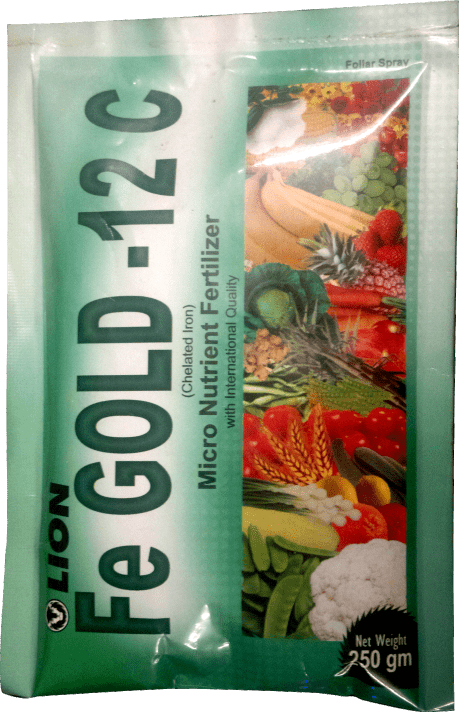 Foliar Spray
LION
Fe GOLD -12 C
(Chelated Iron)
Micro Nutrient Fertilizer
with International Quality
Net Weight
250 gm